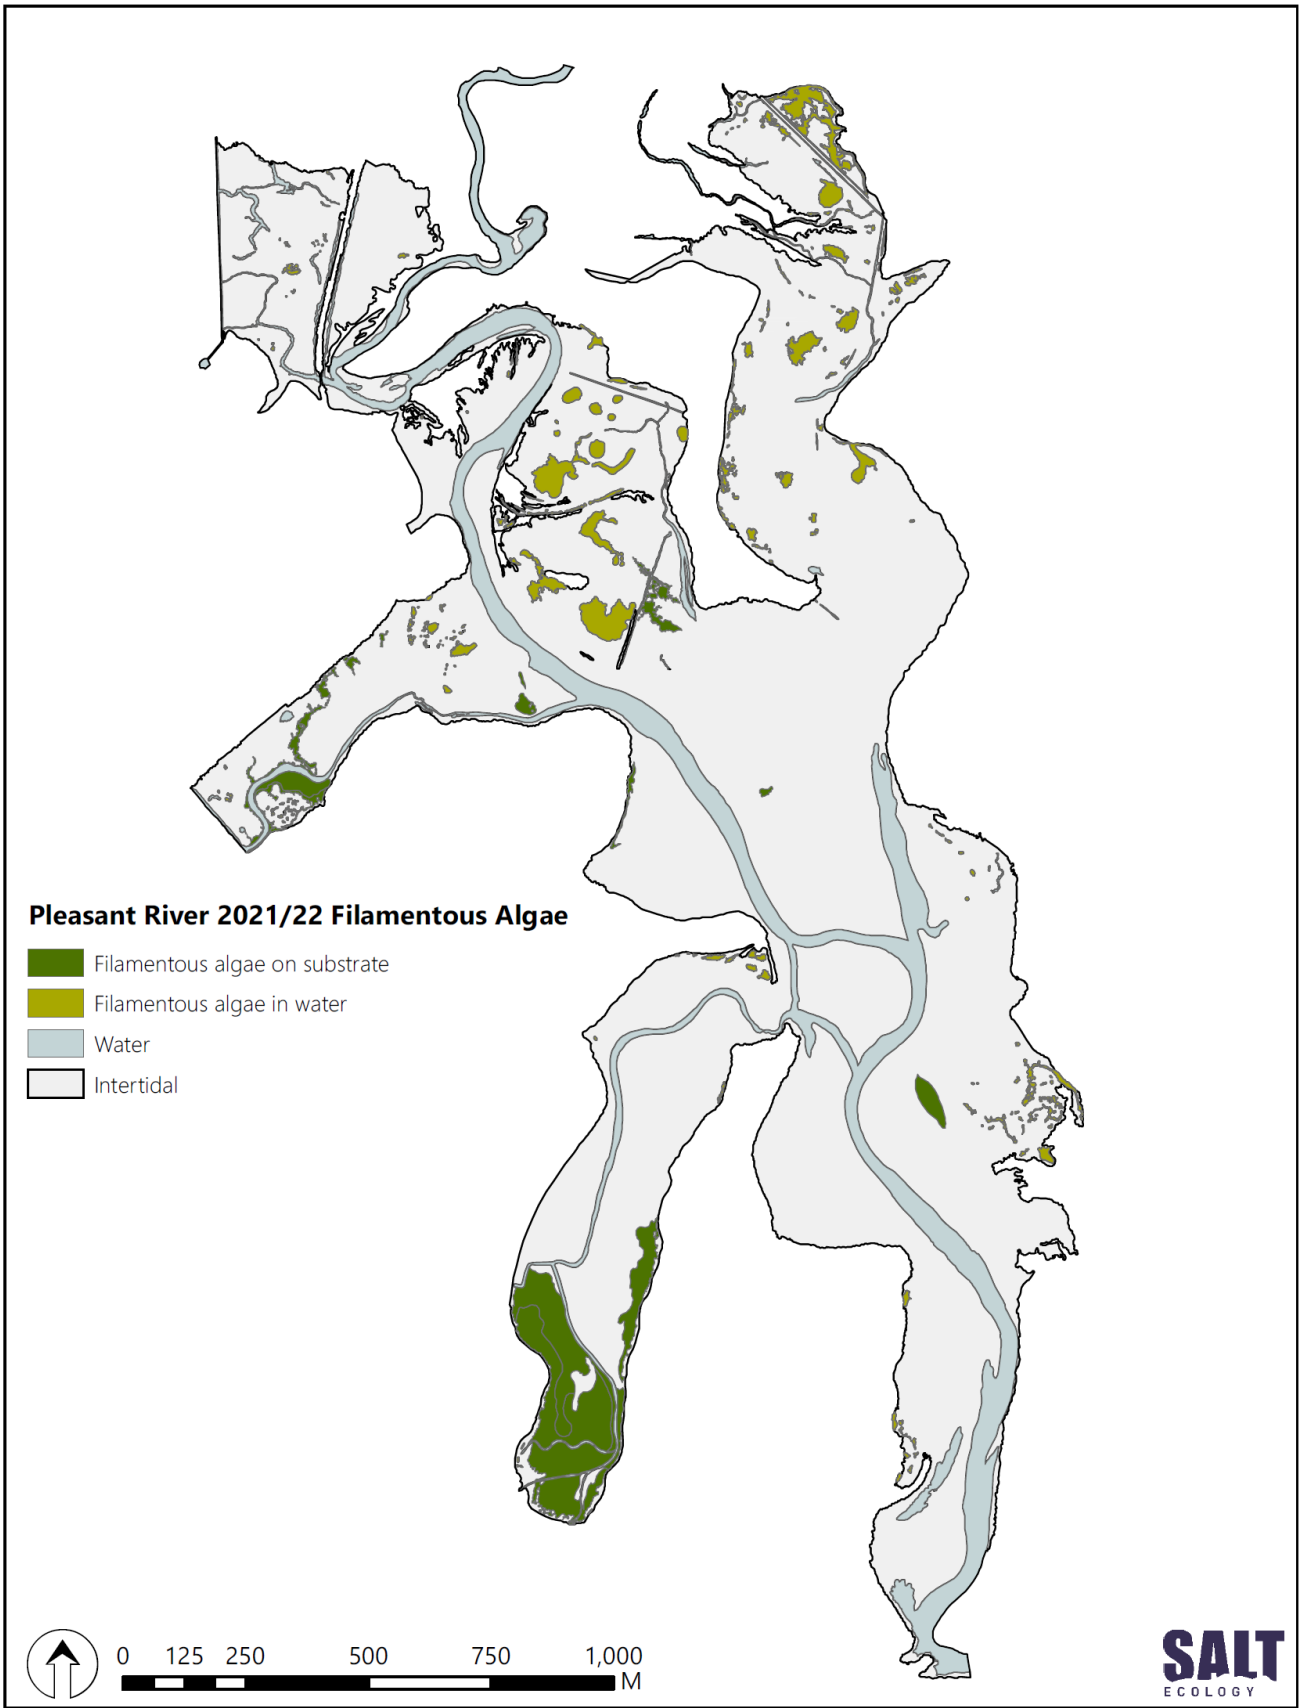 Pleasant River 2021/22 Filamentous Algae
Filamentous algae on substrate
Filamentous algae in water
Water
Intertidal
0 125 250 500 750 1,000
M
SALT
ECOLOGY